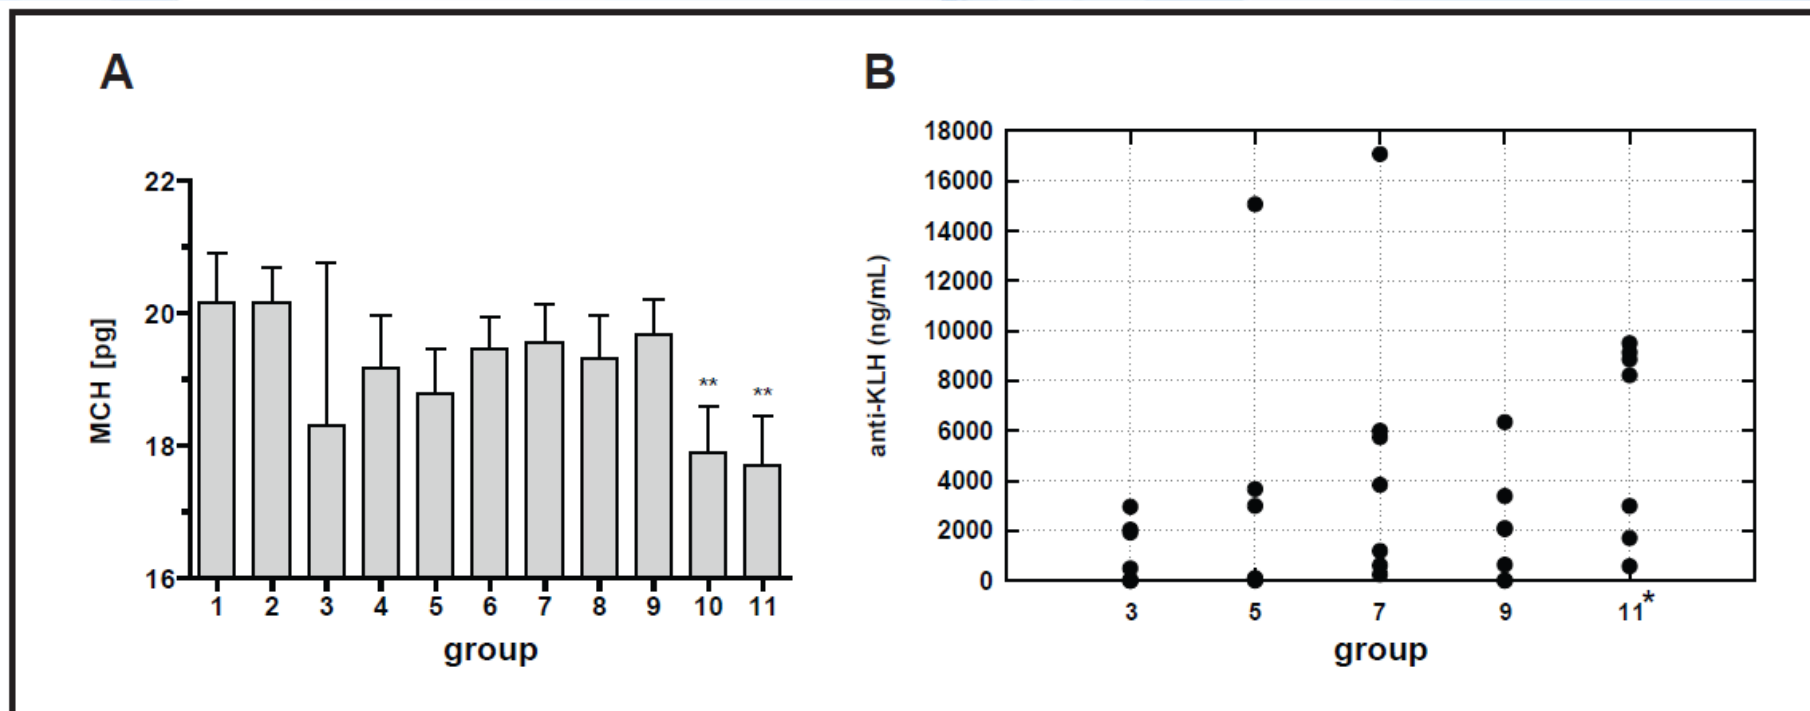 A
B
22
20
18
16
MCH [pg]
**
**
1 2 3 4 5 6 7 8 9 10 11
group
18000
16000
14000
12000
10000
8000
6000
4000
2000
0
anti-KLH (ng/mL)
3 5 7 9 11*
group